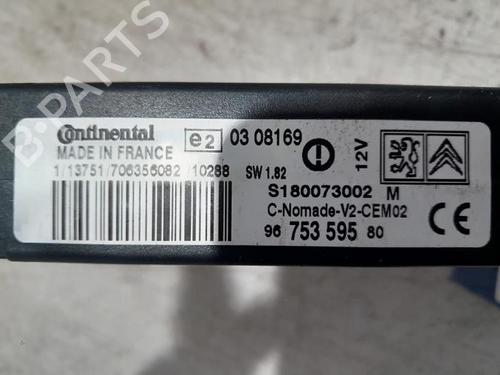 B-PARTS
Continental
e2 03 08169
MADE IN FRANCE
12V
1/13751/706356082 /10288 SW 1.82
S180073002 M
C-Nomade-V2-CEM02
96 753 595 80
CE